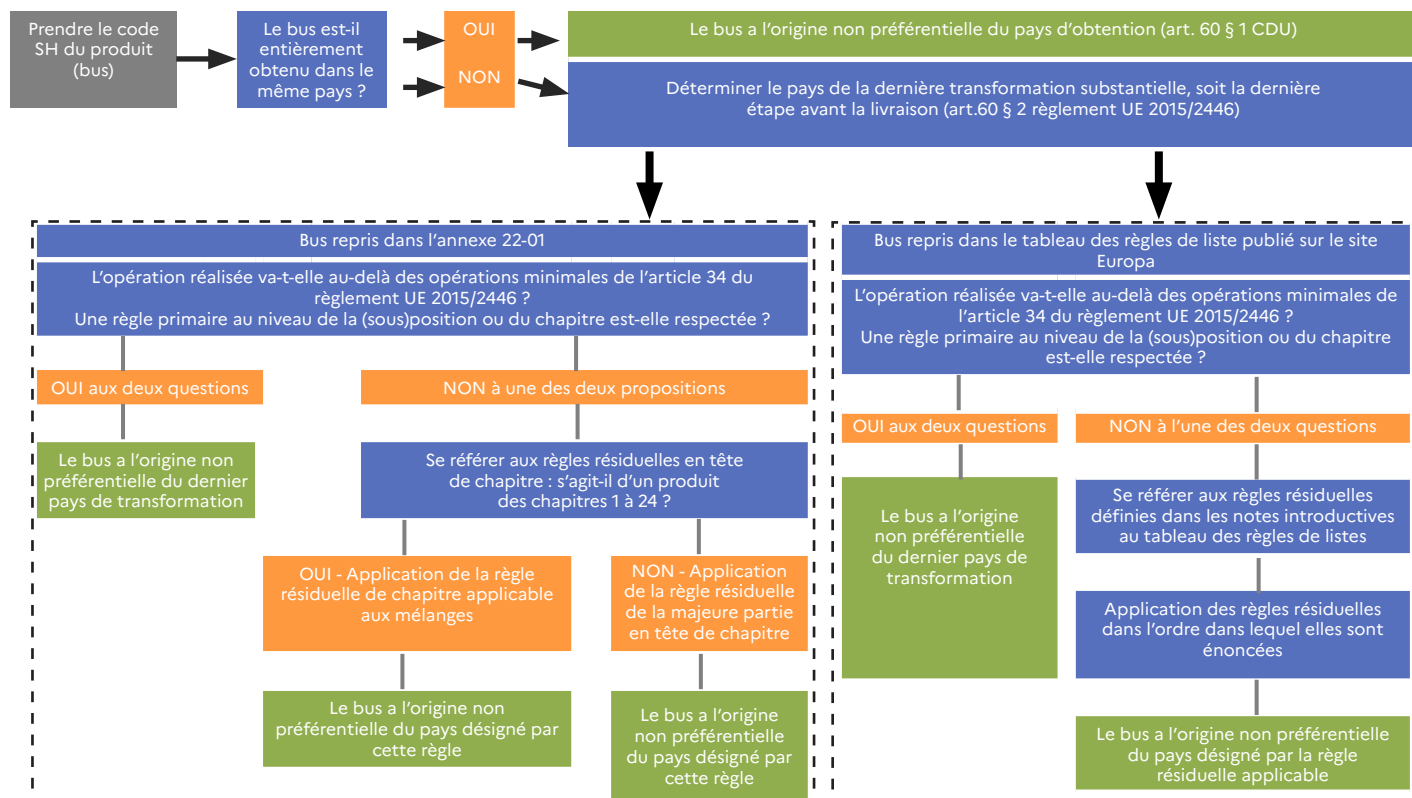 Prendre le code
SH du produit
(bus)
Le bus est-il
entièrement
obtenu dans le
même pays ?
OUI
NON
Le bus a l'origine non préférentielle du pays d'obtention (art. 60 § 1 CDU)
Déterminer le pays de la dernière transformation substantielle, soit la dernière
étape avant la livraison (art.60 § 2 règlement UE 2015/2446)
Bus repris dans l'annexe 22-01
L'opération réalisée va-t-elle au-delà des opérations minimales de l'article 34 du
règlement UE 2015/2446 ?
Une règle primaire au niveau de la (sous)position ou du chapitre est-elle respectée ?
OUI aux deux questions
NON à une des deux propositions
Le bus a l'origine non
préférentielle du dernier
pays de transformation
Se référer aux règles résiduelles en tête
de chapitre : s'agit-il d'un produit
des chapitres 1 à 24 ?
OUI - Application de la règle
résiduelle de chapitre applicable
aux mélanges
NON - Application
de la règle résiduelle
de la majeure partie
en tête de chapitre
Le bus a l'origine non
préférentielle du pays désigné par
cette règle
Le bus a l'origine
non préférentielle
du pays désigné par
cette règle
Bus repris dans le tableau des règles de liste publié sur le site
Europa
L'opération réalisée va-t-elle au-delà des opérations minimales de
l'article 34 du règlement UE 2015/2446 ?
Une règle primaire au niveau de la (sous)position ou du chapitre
est-elle respectée ?
OUI aux deux questions
NON à l'une des deux questions
Le bus a l'origine
non préférentielle
du dernier pays de
transformation
Se référer aux règles résiduelles
définies dans les notes introductives
au tableau des règles de listes
Application des règles résiduelles
dans l'ordre dans lequel elles sont
énoncées
Le bus a l'origine non préférentielle
du pays désigné par la règle
résiduelle applicable